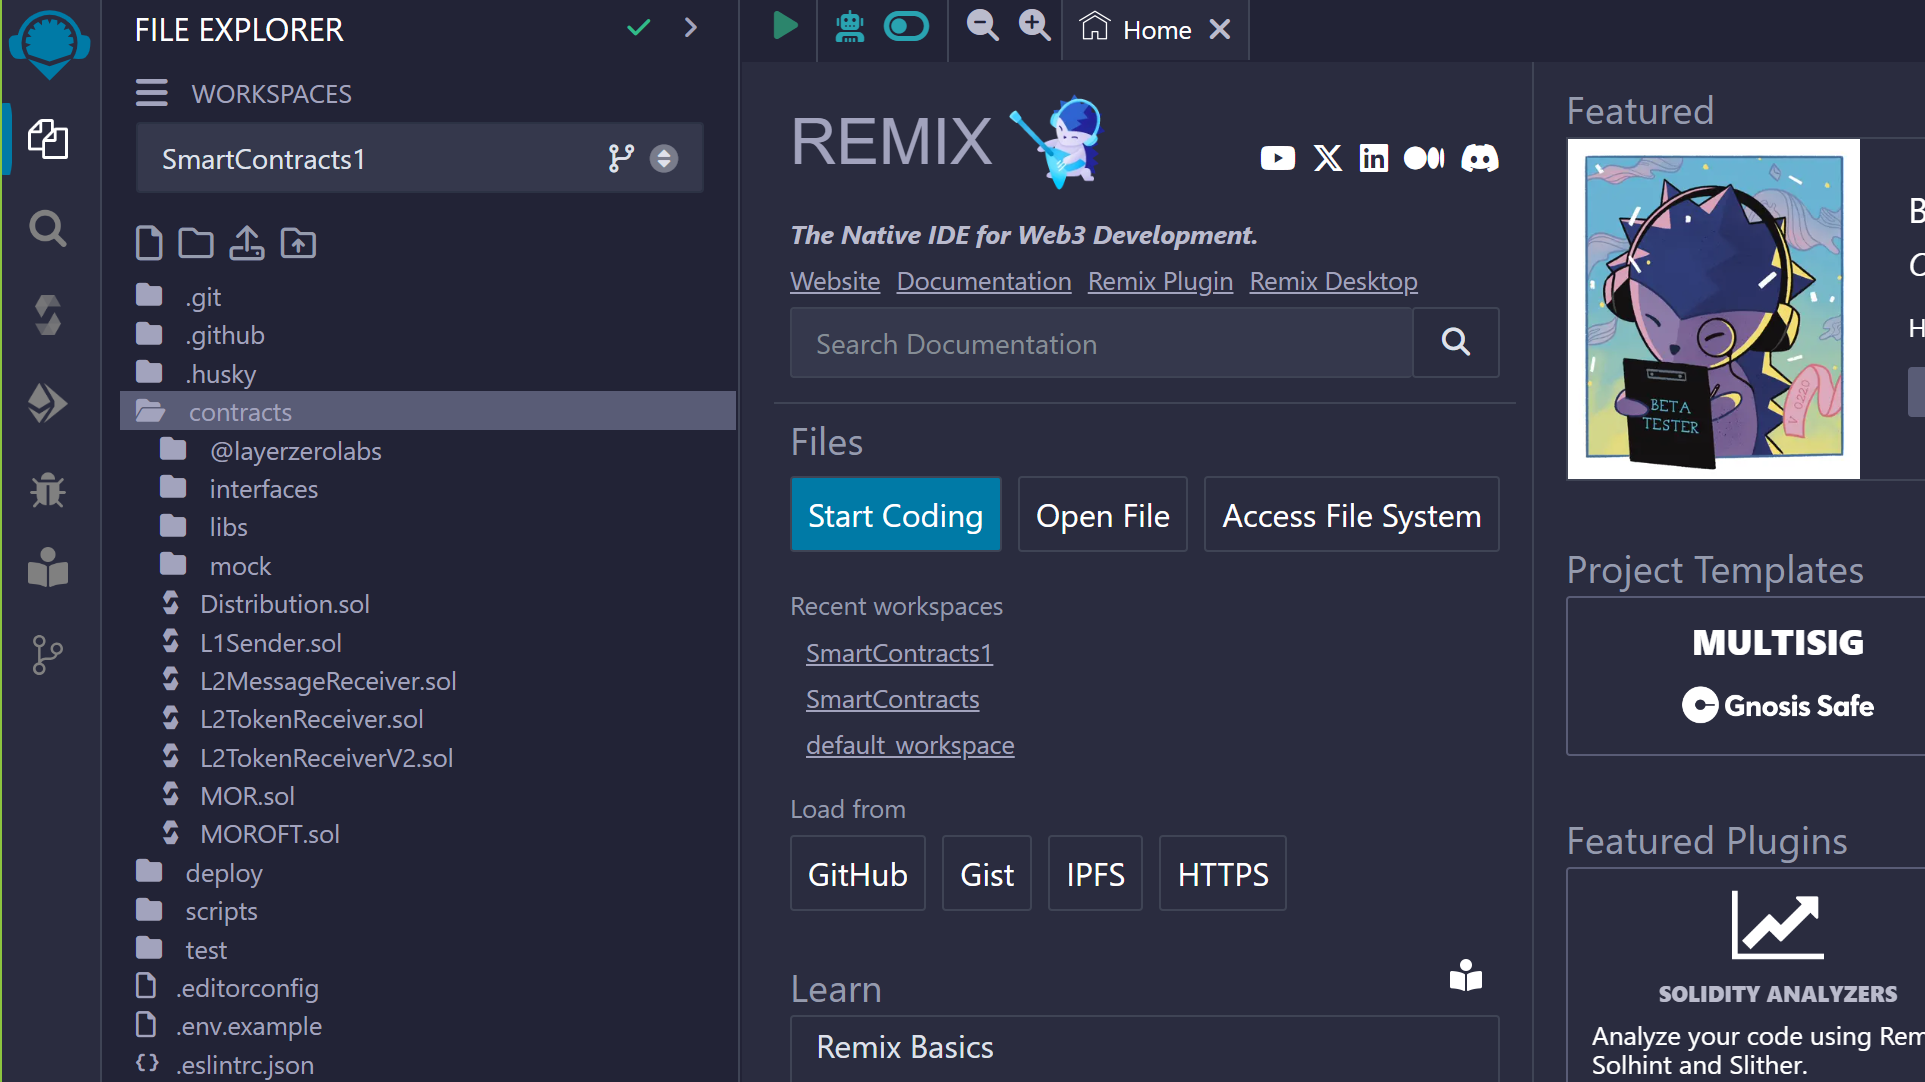 FILE EXPLORER
WORKSPACES
SmartContracts1
.git
.github
.husky
contracts
@layerzerolabs
interfaces
libs
mock
Distribution.sol
L1Sender.sol
L2MessageReceiver.sol
L2TokenReceiver.sol
L2TokenReceiverV2.sol
MOR.sol
MOROFT.sol
deploy
scripts
test
.editorconfig
.env.example
.eslintrc.json
Home
REMIX
The Native IDE for Web3 Development.
Website Documentation Remix Plugin Remix Desktop
Search Documentation
Files
Start Coding Open File Access File System
Recent workspaces
SmartContracts1
SmartContracts
default_workspace
Load from
GitHub Gist IPFS HTTPS
Learn
Remix Basics
Featured
BETA
TESTER
V 0.22.0
Project Templates
MULTISIG
Gnosis Safe
Featured Plugins
SOLIDITY ANALYZERS
Analyze your code using Rem
Solhint and Slither.